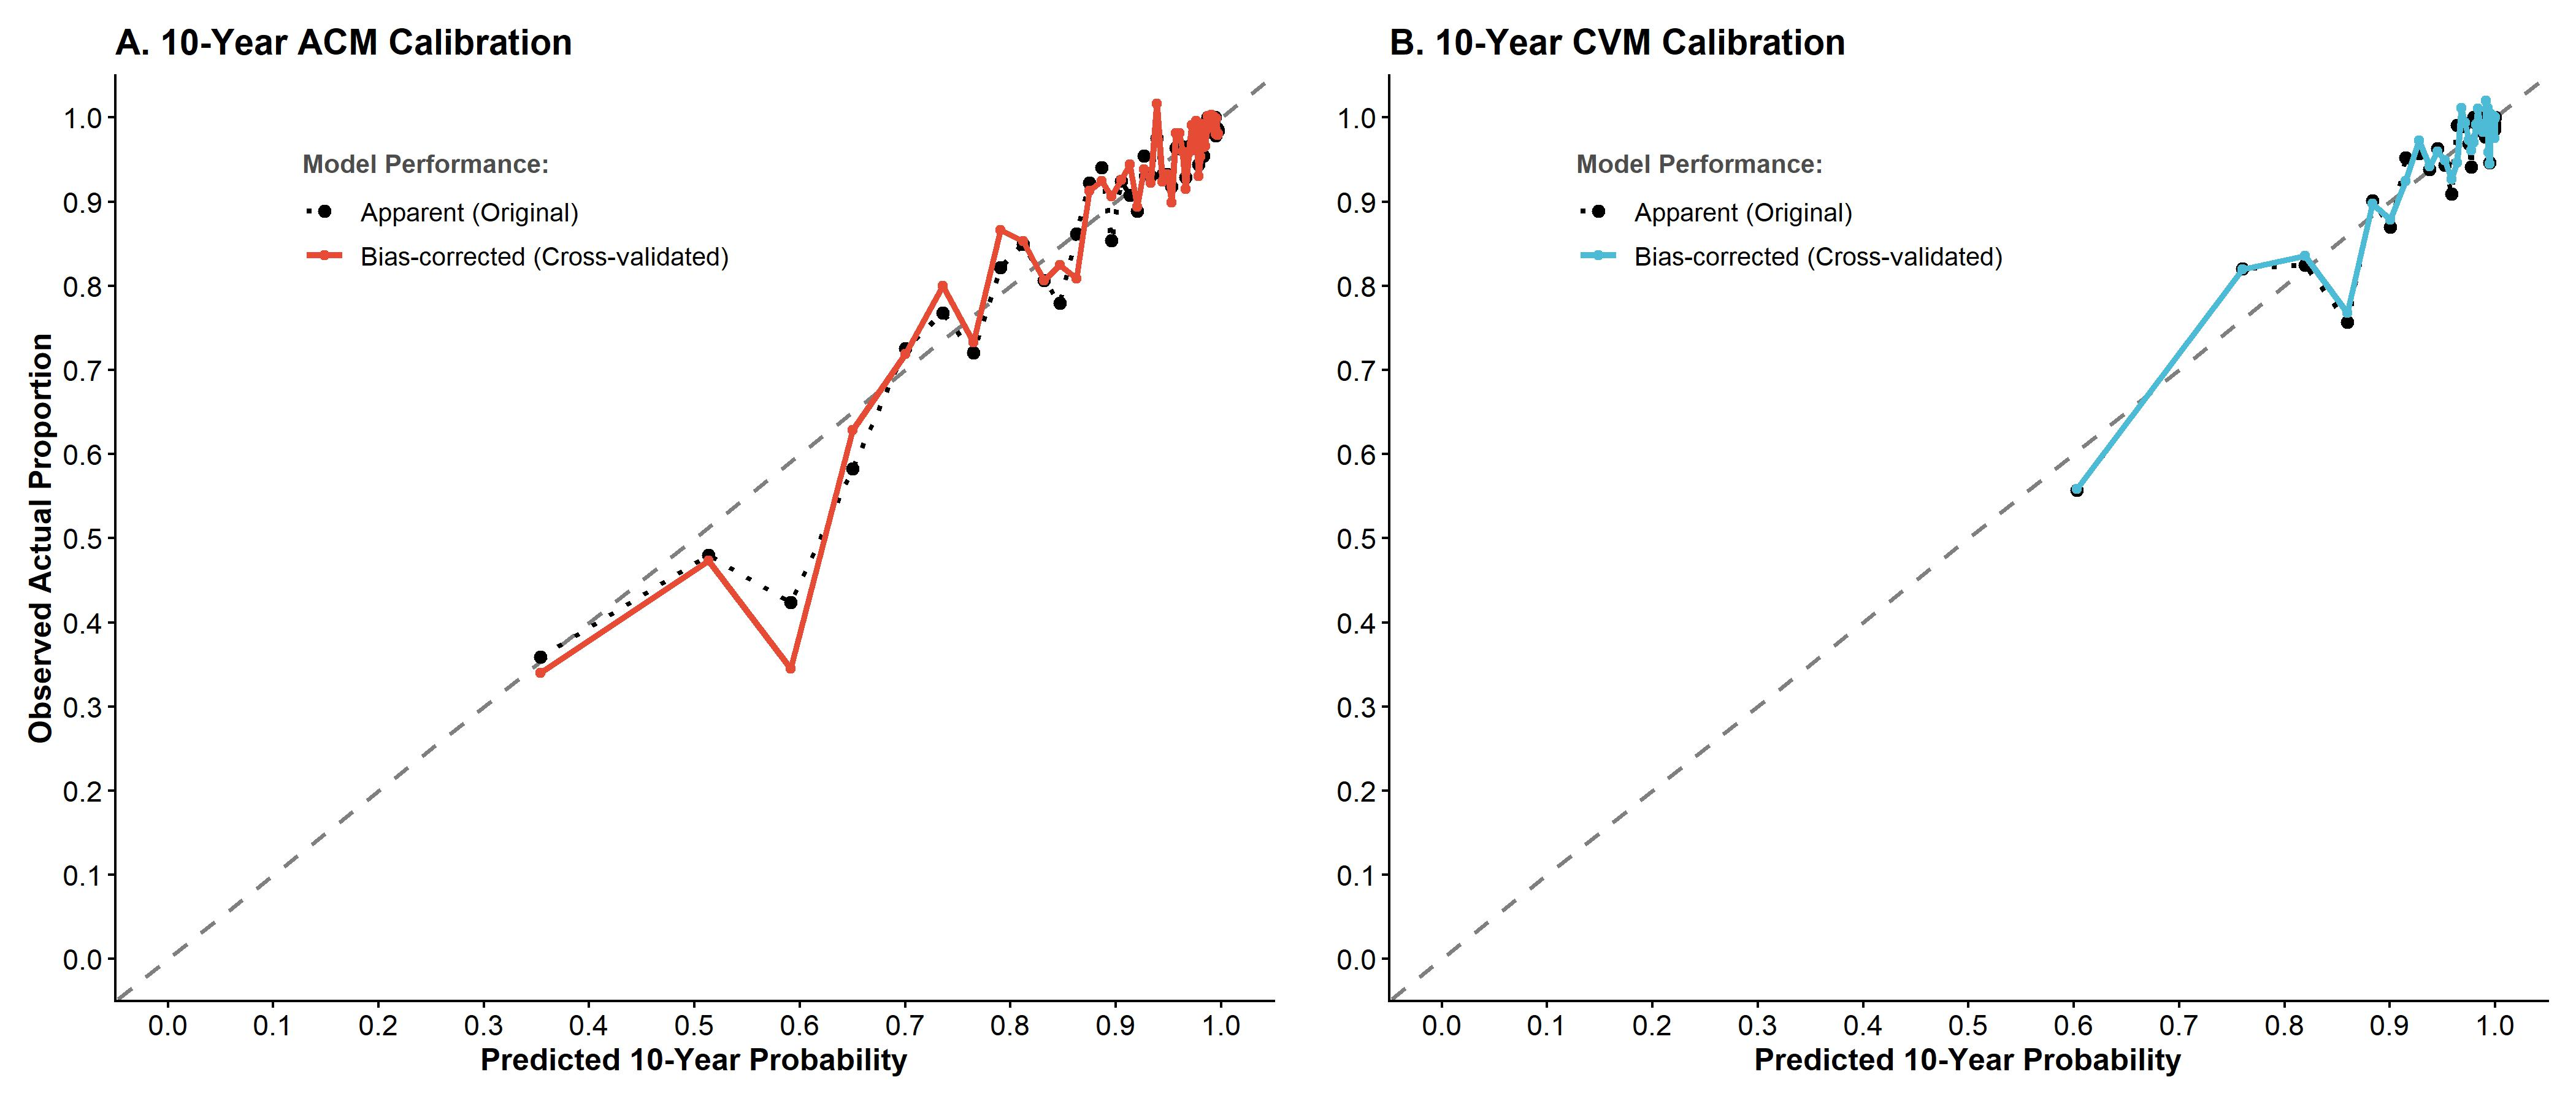 A. 10-Year ACM Calibration
Observed Actual Proportion
1.0
0.9
0.8
0.7
0.6
0.5
0.4
0.3
0.2
0.1
0.0
Model Performance:
Apparent (Original)
Bias-corrected (Cross-validated)
0.0 0.1 0.2 0.3 0.4 0.5 0.6 0.7 0.8 0.9 1.0
Predicted 10-Year Probability
B. 10-Year CVM Calibration
1.0
0.9
0.8
0.7
0.6
0.5
0.4
0.3
0.2
0.1
0.0
Model Performance:
Apparent (Original)
Bias-corrected (Cross-validated)
0.0 0.1 0.2 0.3 0.4 0.5 0.6 0.7 0.8 0.9 1.0
Predicted 10-Year Probability